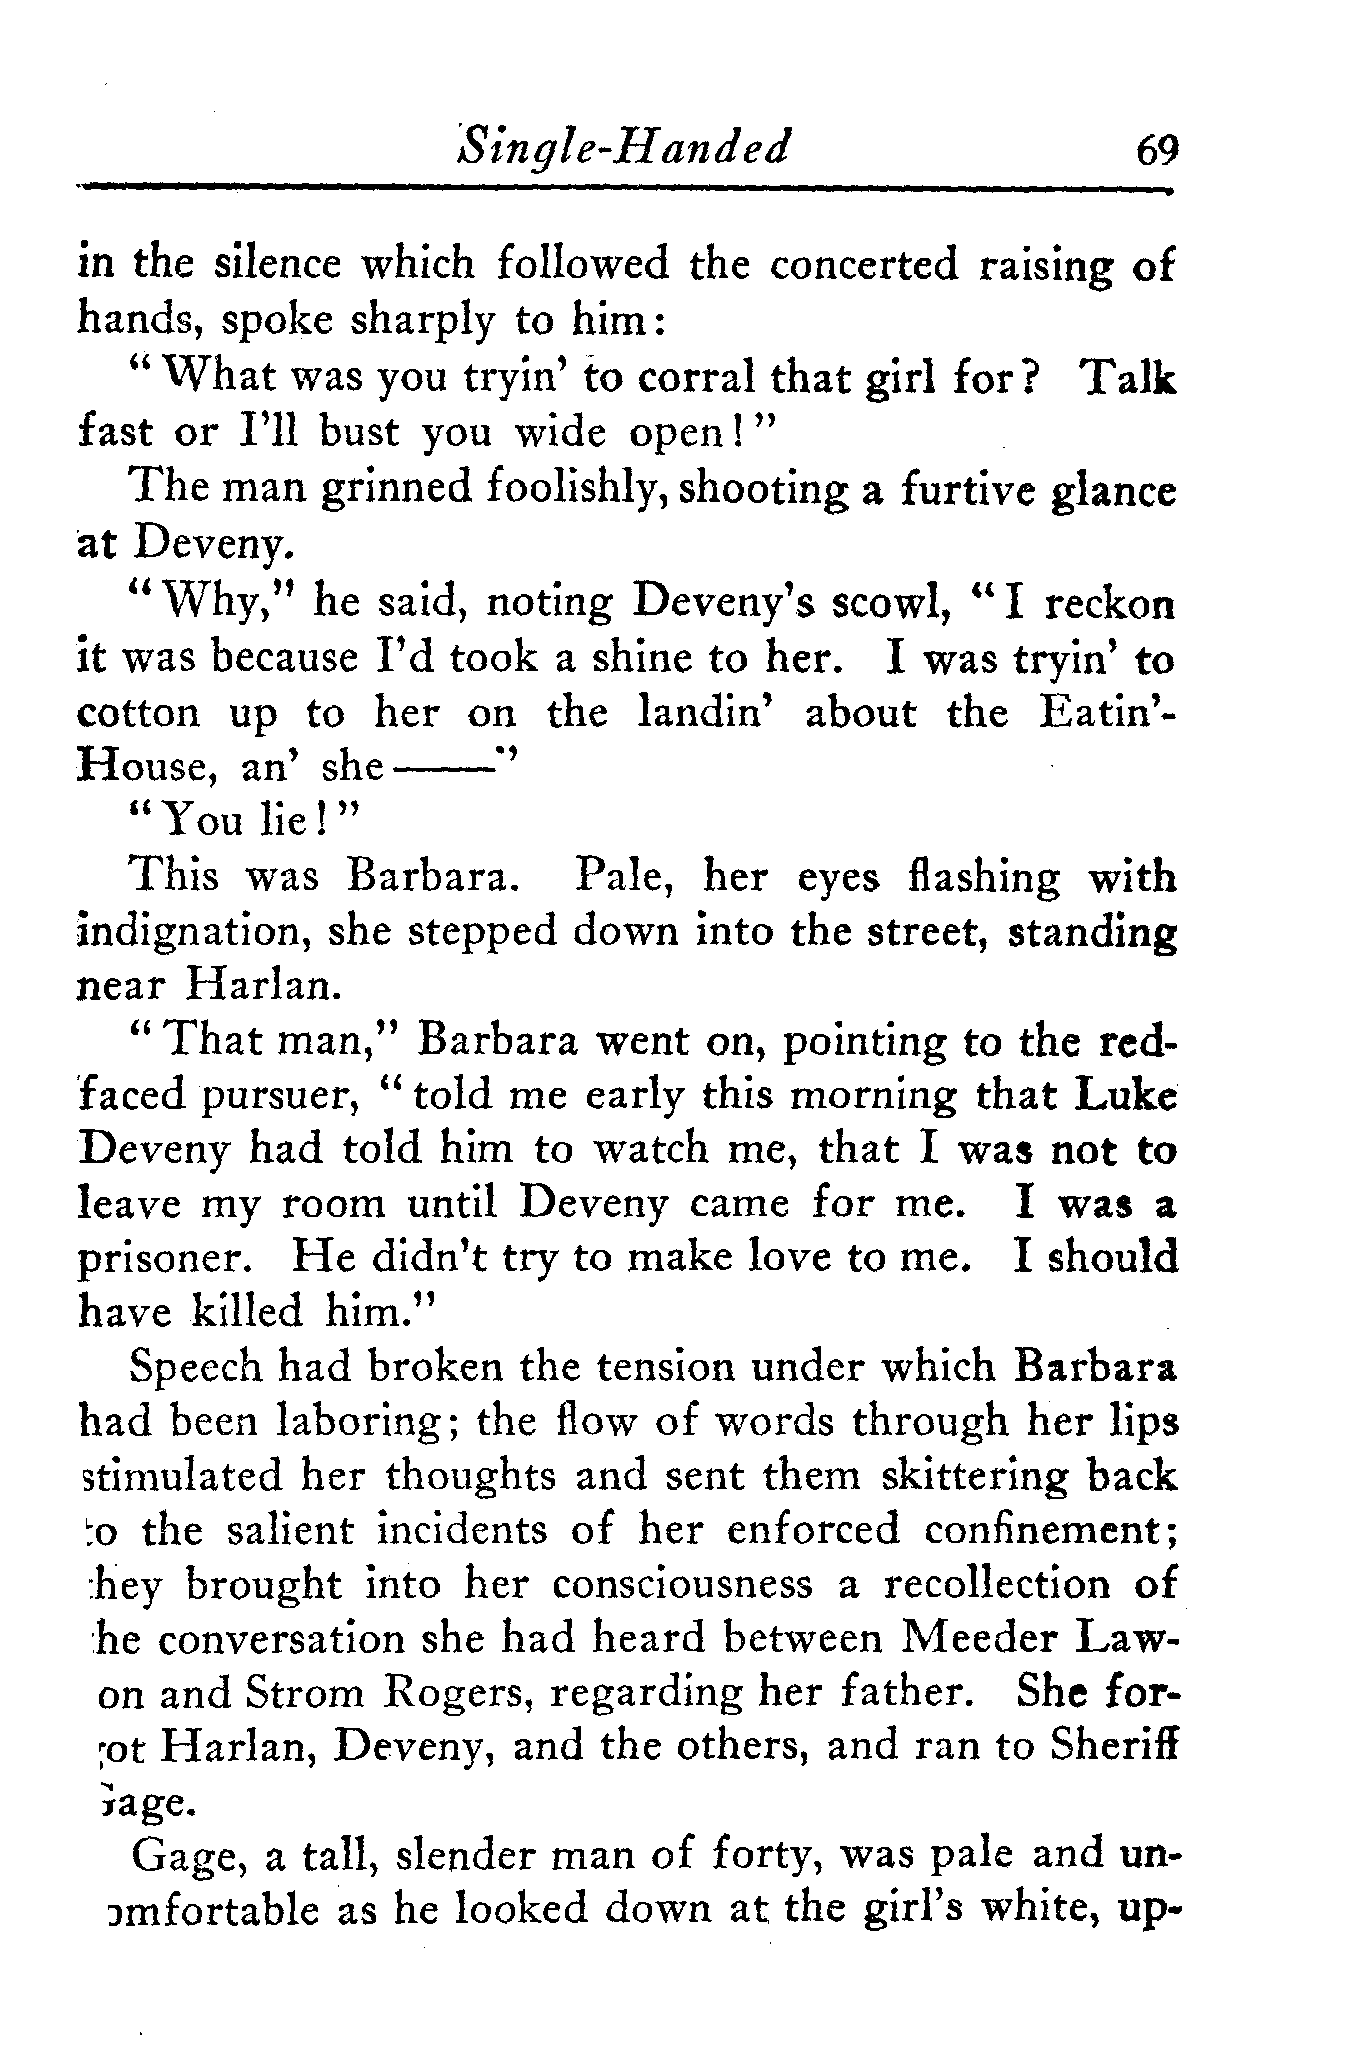 Single-Handed 69
in the silence which followed the concerted raising of
hands, spoke sharply to him:
"What was you tryin' to corral that girl for? Talk
fast or I'll bust you wide open!"
The man grinned foolishly, shooting a furtive glance
at Deveny.
"Why," he said, noting Deveny's scowl, "I reckon
it was because I'd took a shine to her. I was tryin' to
cotton up to her on the landin' about the Eatin'-
House, an' she——"
"You lie!"
This was Barbara. Pale, her eyes flashing with
indignation, she stepped down into the street, standing
near Harlan.
"That man," Barbara went on, pointing to the red-
faced pursuer, "told me early this morning that Luke
Deveny had told him to watch me, that I was not to
leave my room until Deveny came for me. I was a
prisoner. He didn't try to make love to me. I should
have killed him."
Speech had broken the tension under which Barbara
had been laboring; the flow of words through her lips
stimulated her thoughts and sent them skittering back
to the salient incidents of her enforced confinement;
they brought into her consciousness a recollection of
the conversation she had heard between Meeder Law-
on and Strom Rogers, regarding her father. She for-
got Harlan, Deveny, and the others, and ran to Sheriff
Gage.
Gage, a tall, slender man of forty, was pale and un-
omfortable as he looked down at the girl's white, up-